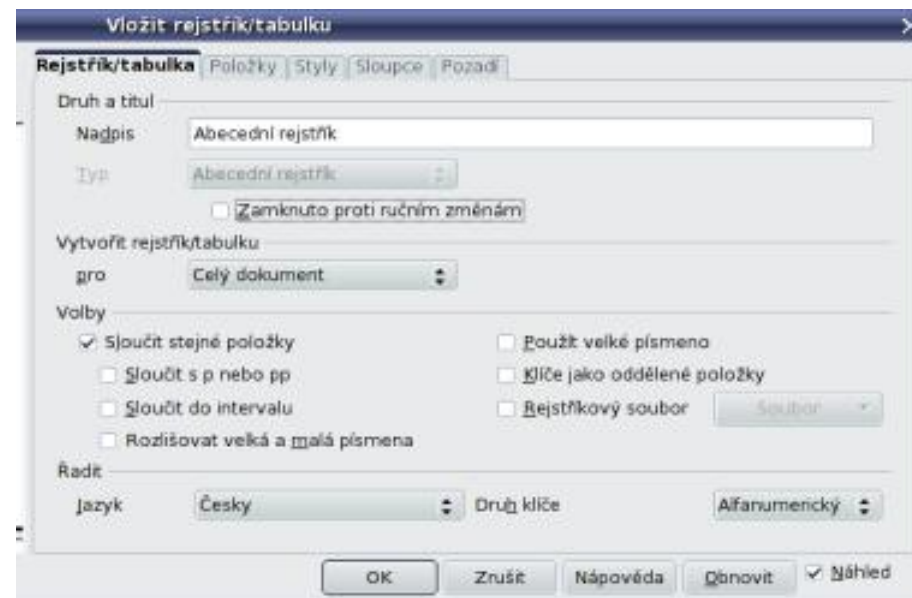 Vložit rejstřík/tabulku
Rejstřík/tabulka Položky Styly Sloupce Pozadí
Druh a titul
Nadpis Abecední rejstřík
Typ Abecední rejstřík
Zamknuto proti ručním změnám
Vytvořit rejstřík/tabulku
pro Celý dokument
Volby
Sloučit stejné položky Použít velké písmeno
Sloučit s p nebo pp Klíče jako oddělené položky
Sloučit do intervalu Rejstříkový soubor Soubor
Rozlišovat velká a malá písmena
Řadit
Jazyk Česky Druh klíče Alfanumerický
OK Zrušit Nápověda Obnovit Náhled